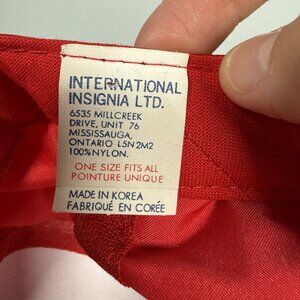 INTERNATIONAL
INSIGNIA LTD.
6535 MILLCREEK
DRIVE, UNIT 76
MISSISSAUGA,
ONTARIO L5N 2M2
100% NYLON.
ONE SIZE FITS ALL
POINTURE UNIQUE
MADE IN KOREA
FABRIQUÉ EN CORÉE